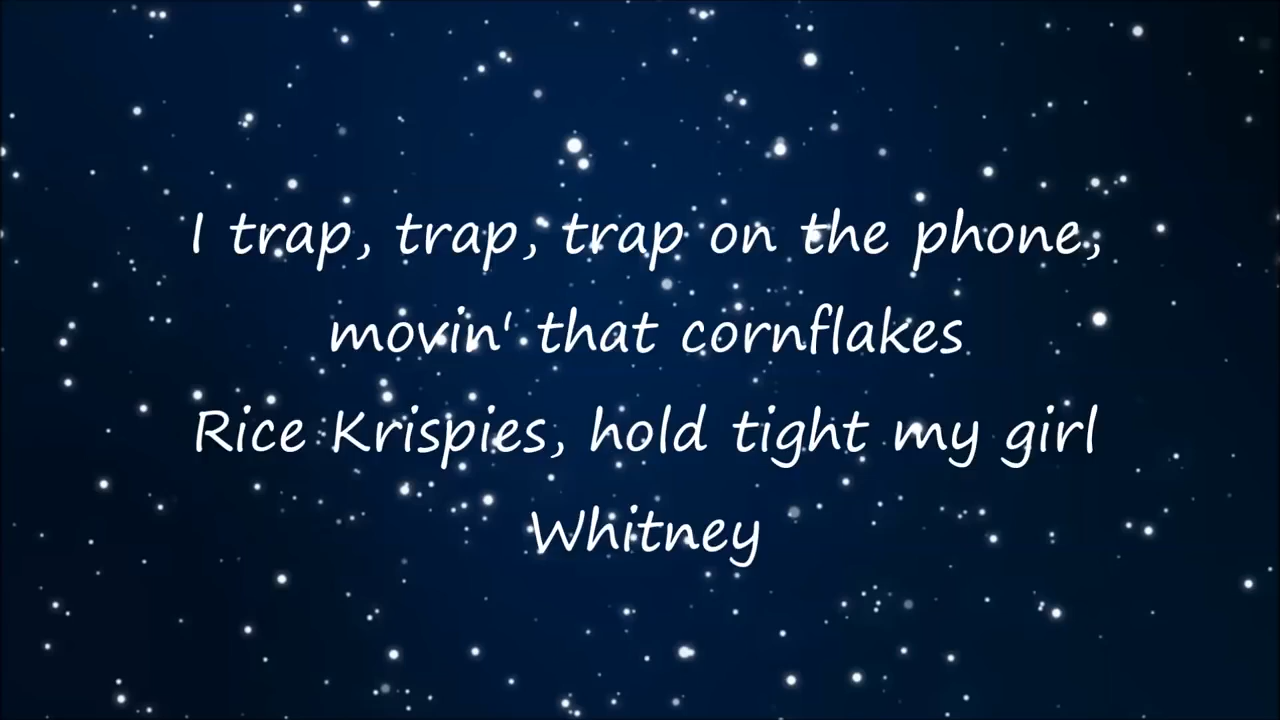 I trap, trap, trap on the phone,
movin' that cornflakes
Rice Krispies, hold tight my girl
Whitney